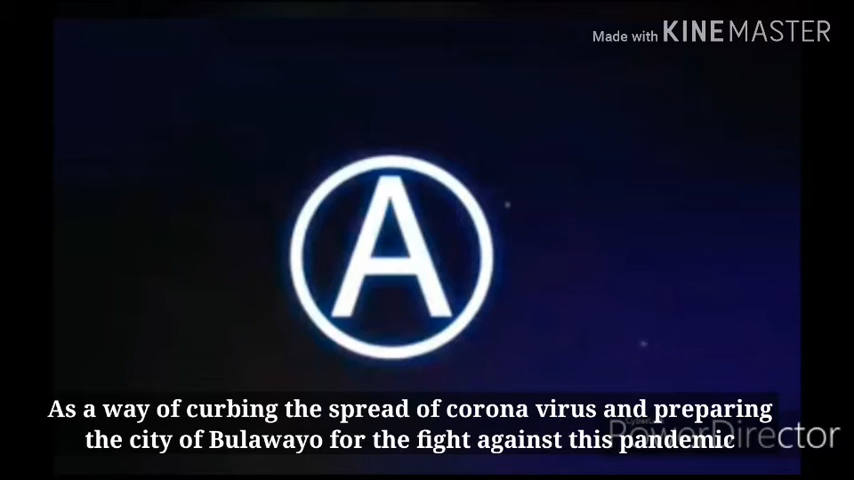 Made with KINEMASTER
A
As a way of curbing the spread of corona virus and preparing
the city of Bulawayo for the fight against this pandemic
CyberLink
PowerDirector